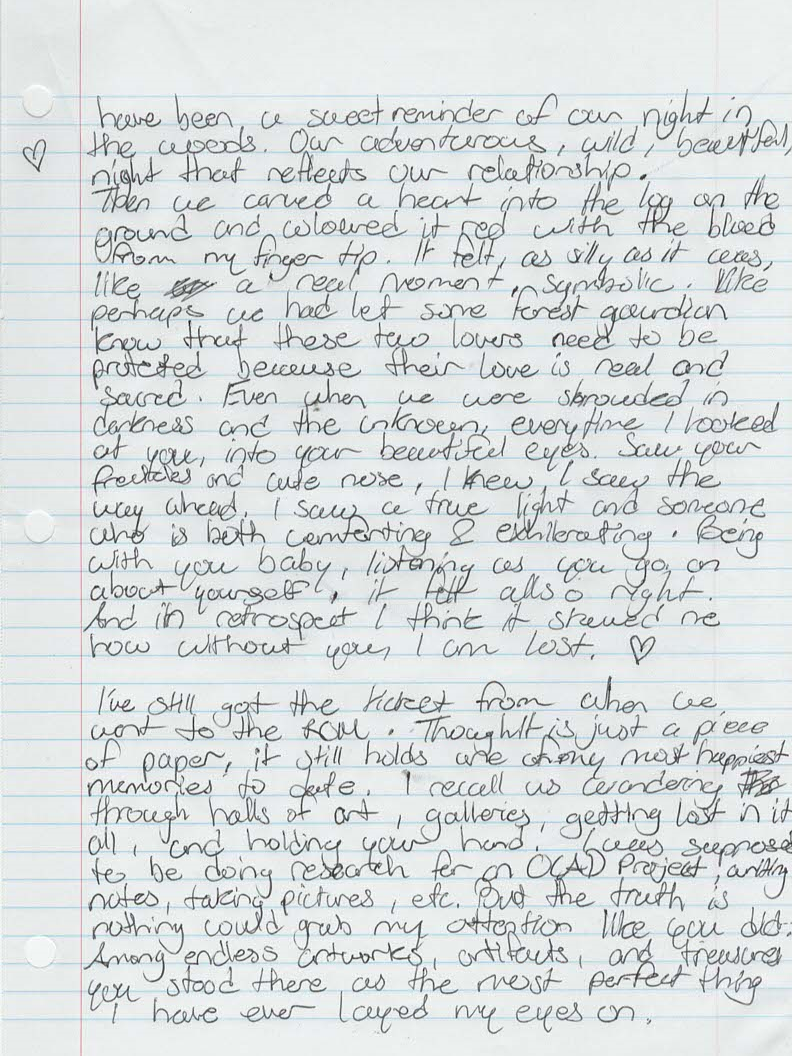 have been a sweet reminder of our night in
the woods. Our adventurous, wild, beautiful,
night that reflects our relationship.
Then we carved a heart into the log on the
ground and coloured it red with the blood
from my finger tip. It felt, as silly as it was,
like a real moment, symbolic. Like
perhaps we had let some forest gaurdian
know that these two lovers need to be
protected because their love is real and
sacred. Even when we were shrouded in
darkness and the unknown, everytime I looked
at you, into your beautiful eyes. Saw your
freckles and cute nose, I knew, I saw the
way ahead. I saw a true light and someone
who is both comforting & exhilerating. Being
with you baby, listening as you go on
about yourself, it felt all so right.
And in retrospect I think it showed me
how without you, I am lost. ♡
I've still got the ticket from when we
went to the ROM. Though It is just a piece
of paper, it still holds one of my most happiest
memories to date. I recall us wandering
through halls of art, galleries, getting lost in it
all, and holding your hand. I was supposed
to be doing research for an OCAD Project, writing
notes, taking pictures, etc. But the truth is
nothing could grab my attention like you did.
Among endless artworks, artifacts, and treasures
you stood there as the most perfect thing
I have ever layed my eyes on.